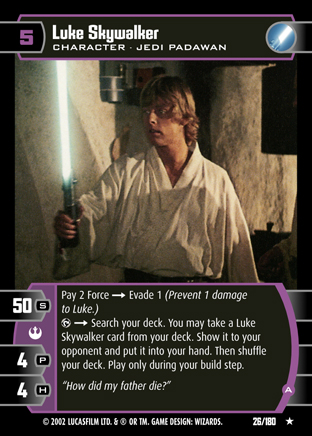 5
Luke Skywalker
CHARACTER · JEDI PADAWAN
50 S
4 P
4 H
Pay 2 Force → Evade 1 (Prevent 1 damage
to Luke.)
→ Search your deck. You may take a Luke
Skywalker card from your deck. Show it to your
opponent and put it into your hand. Then shuffle
your deck. Play only during your build step.
"How did my father die?"
A
© 2002 LUCASFILM LTD. & ® OR TM. GAME DESIGN: WIZARDS. 26/180 ★